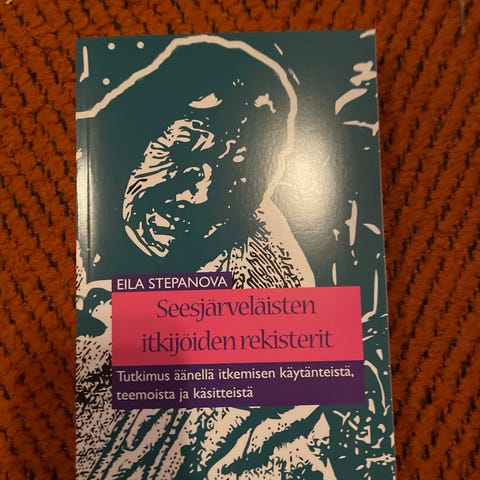 EILA STEPANOVA
Seesjärveläisten
itkijöiden rekisterit
Tutkimus äänellä itkemisen käytänteistä,
teemoista ja käsitteistä